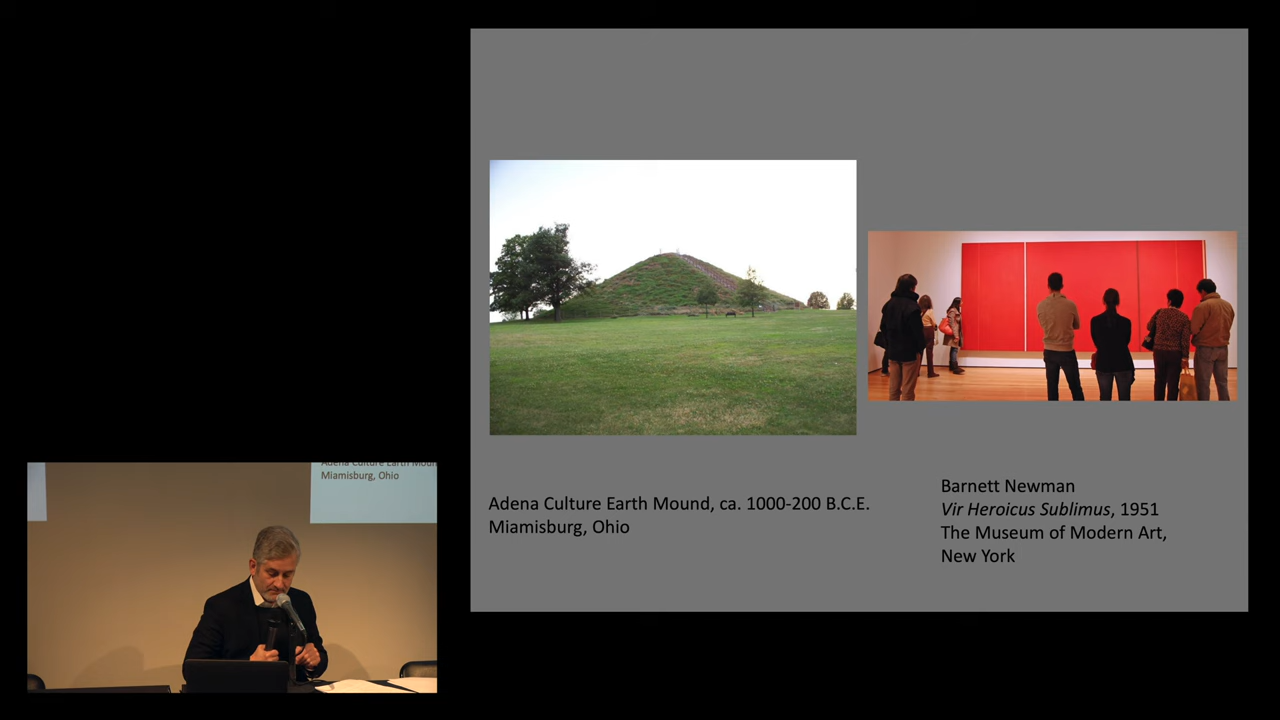 Adena Culture Earth Mound, ca. 1000-200 B.C.E.
Miamisburg, Ohio
Barnett Newman
Vir Heroicus Sublimus, 1951
The Museum of Modern Art,
New York
Adena Culture Earth Moun
Miamisburg, Ohio